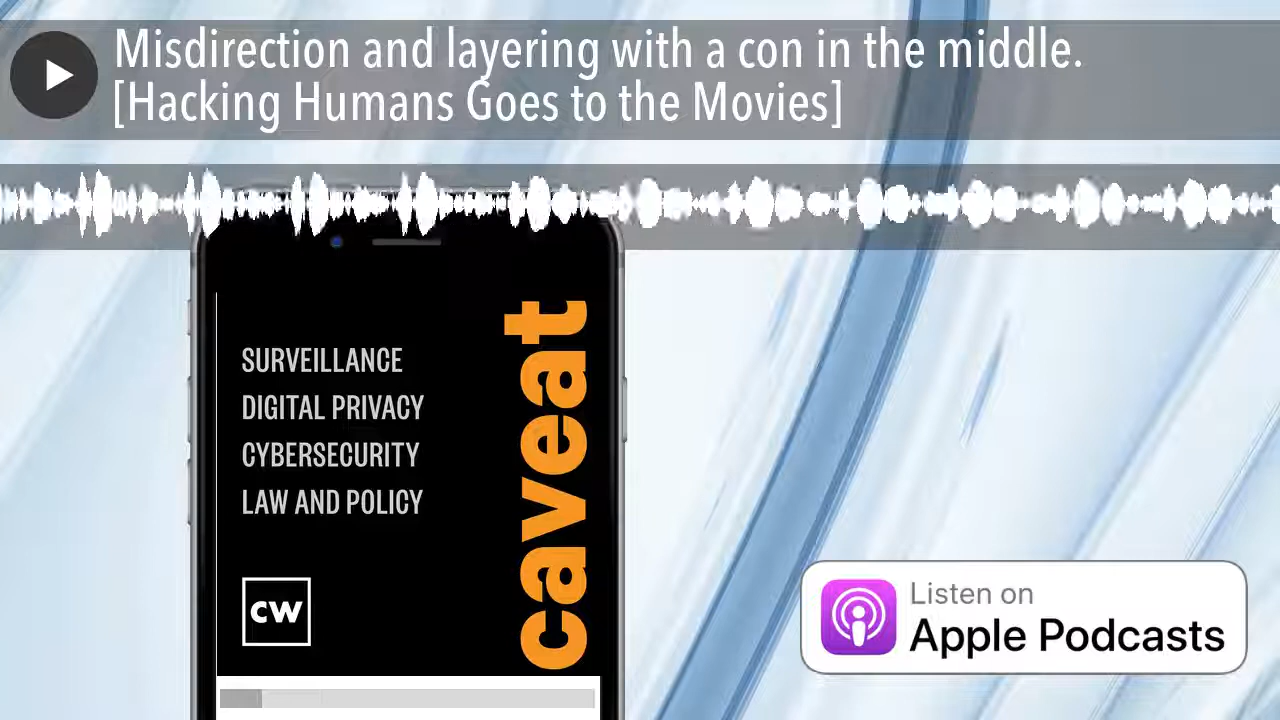 Misdirection and layering with a con in the middle.
[Hacking Humans Goes to the Movies]
SURVEILLANCE
DIGITAL PRIVACY
CYBERSECURITY
LAW AND POLICY
caveat
CW
Listen on
Apple Podcasts